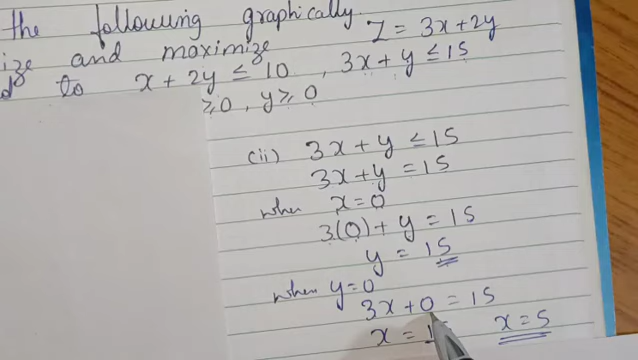 the following graphically.
ize and maximize Z = 3x+2y
to x + 2y ≤ 10 , 3x + y ≤ 15
≥0 , y ≥ 0
(ii) 3x + y ≤ 15
3x + y = 15
when x = 0
3(0) + y = 15
y = 15
when y = 0
3x + 0 = 15
x = 1 x = 5